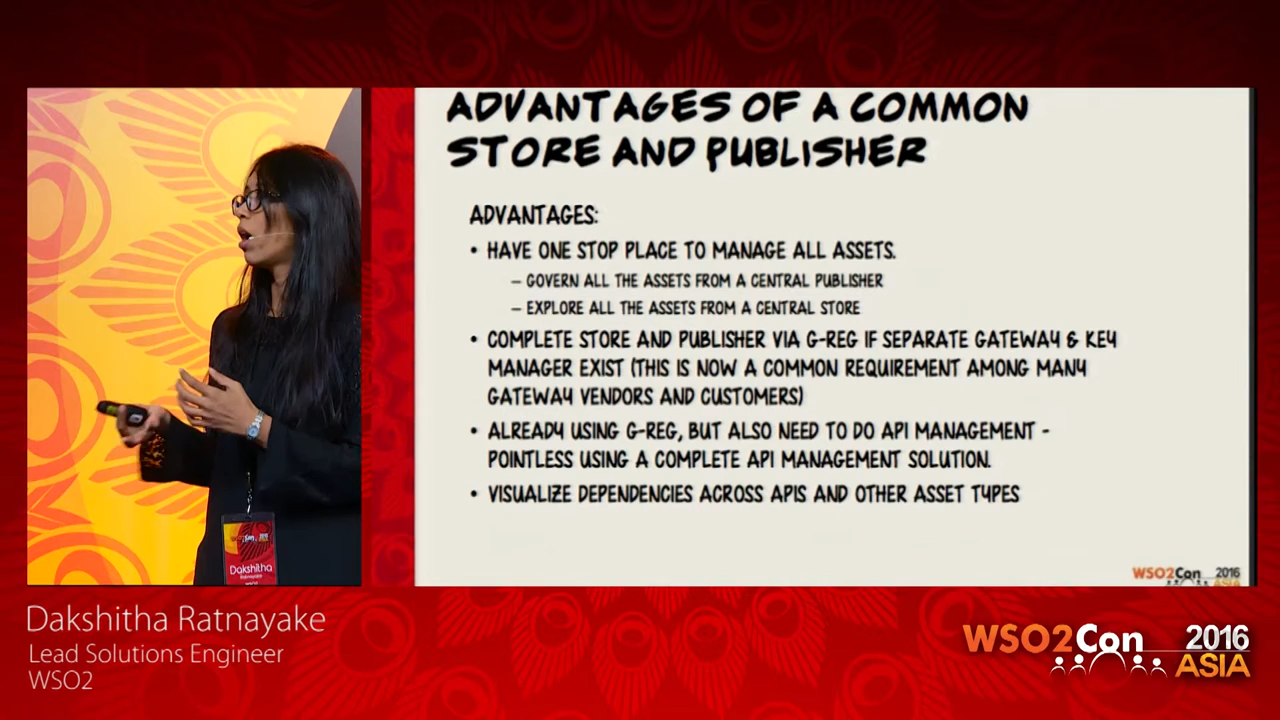 ADVANTAGES OF A COMMON
STORE AND PUBLISHER
ADVANTAGES:
• HAVE ONE STOP PLACE TO MANAGE ALL ASSETS.
– GOVERN ALL THE ASSETS FROM A CENTRAL PUBLISHER
– EXPLORE ALL THE ASSETS FROM A CENTRAL STORE
• COMPLETE STORE AND PUBLISHER VIA G-REG IF SEPARATE GATEWAY & KEY
MANAGER EXIST (THIS IS NOW A COMMON REQUIREMENT AMONG MANY
GATEWAY VENDORS AND CUSTOMERS)
• ALREADY USING G-REG, BUT ALSO NEED TO DO API MANAGEMENT -
POINTLESS USING A COMPLETE API MANAGEMENT SOLUTION.
• VISUALIZE DEPENDENCIES ACROSS APIS AND OTHER ASSET TYPES
WSO2Con 2016
Dakshitha
Ratnayake
Dakshitha Ratnayake
Lead Solutions Engineer
WSO2
WSO2Con 2016
ASIA